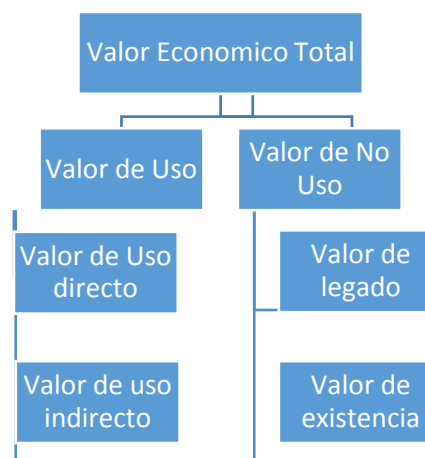 Valor Economico Total
Valor de Uso
Valor de No
Uso
Valor de Uso
directo
Valor de
legado
Valor de uso
indirecto
Valor de
existencia